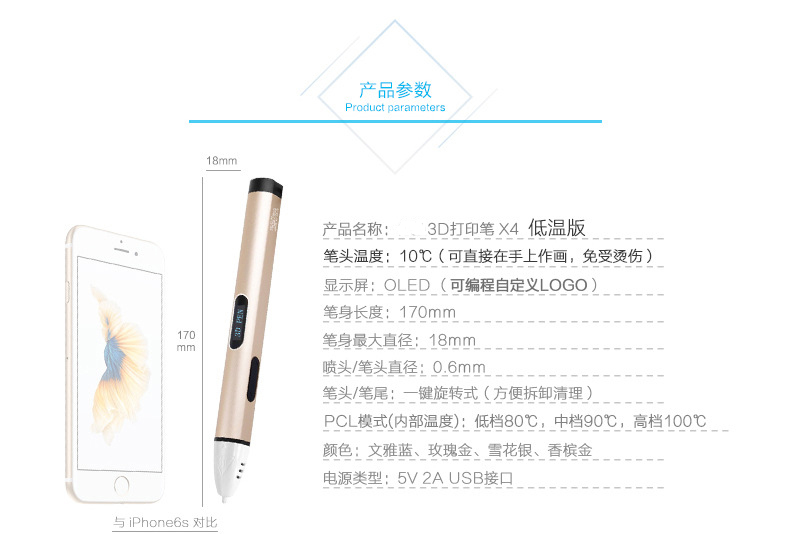 产品参数
Product parameters
18mm
170
mm
3D PEN
产品名称： 3D打印笔 X4 低温版
笔头温度：10℃（可直接在手上作画，免受烫伤）
显示屏：OLED（可编程自定义LOGO）
笔身长度：170mm
笔身最大直径：18mm
喷头/笔头直径：0.6mm
笔头/笔尾：一键旋转式（方便拆卸清理）
PCL模式(内部温度)：低档80℃，中档90℃，高档100℃
颜色：文雅蓝、玫瑰金、雪花银、香槟金
电源类型：5V 2A USB接口
与 iPhone6s 对比